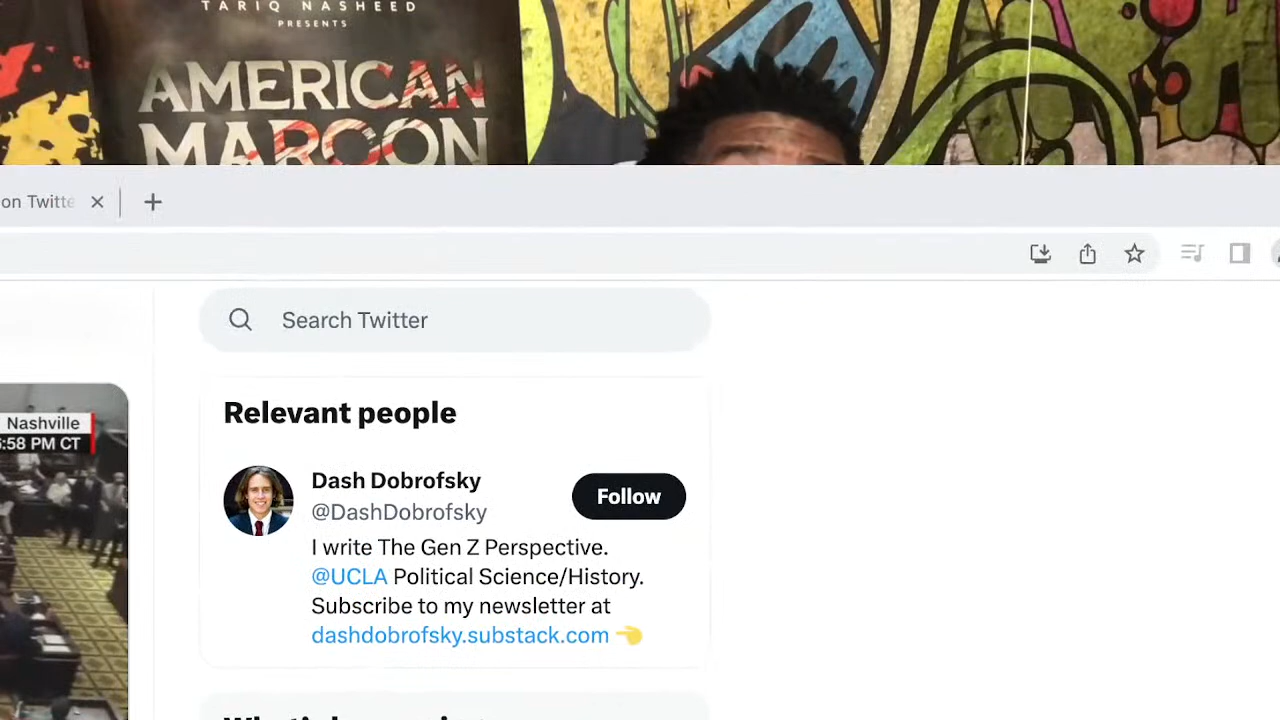 TARIQ NASHEED
PRESENTS
AMERICAN
MAROON
on Twitte
Search Twitter
Relevant people
Nashville
6:58 PM CT
Dash Dobrofsky
@DashDobrofsky
Follow
I write The Gen Z Perspective.
@UCLA Political Science/History.
Subscribe to my newsletter at
dashdobrofsky.substack.com